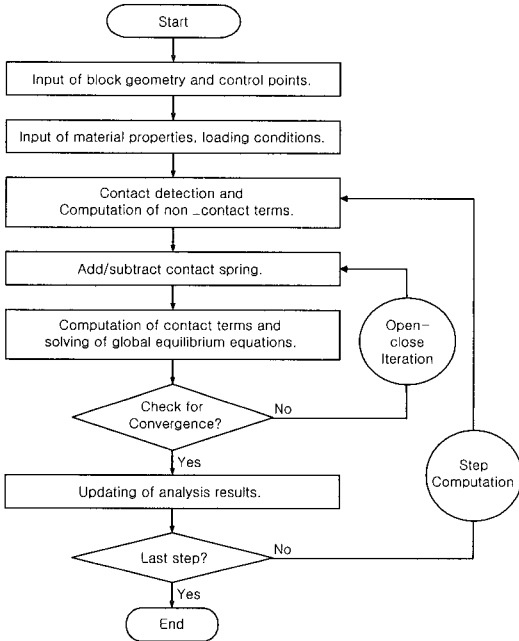 Start
Input of block geometry and control points.
Input of material properties, loading conditions.
Contact detection and
Computation of non _contact terms.
Add/subtract contact spring.
Computation of contact terms and
solving of global equilibrium equations.
Open-
close
Iteration
Check for
Convergence?
No
Yes
Step
Computation
Updating of analysis results.
Last step?
No
Yes
End